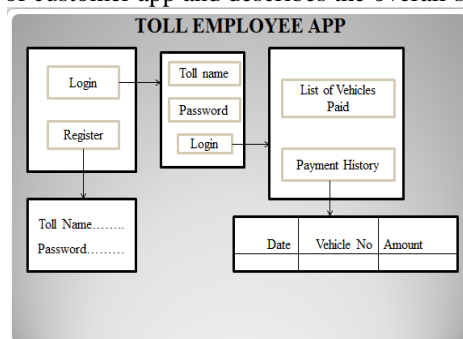 TOLL EMPLOYEE APP
Login
Register
Toll name
Password
Login
List of Vehicles
Paid
Payment History
Toll Name........
Password.........
Date Vehicle No Amount